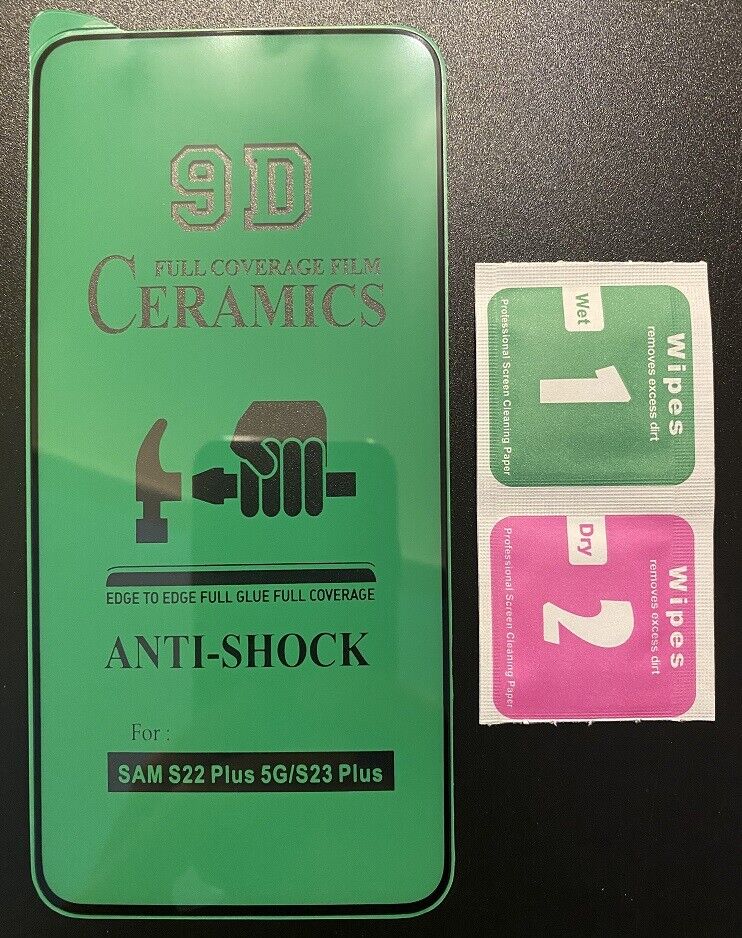 9D
FULL COVERAGE FILM
CERAMICS
EDGE TO EDGE FULL GLUE FULL COVERAGE
ANTI-SHOCK
For :
SAM S22 Plus 5G/S23 Plus
Wipes
removes excess dirt
1
Wet
Professional Screen Cleaning Paper
Wipes
removes excess dirt
2
Dry
Professional Screen Cleaning Paper